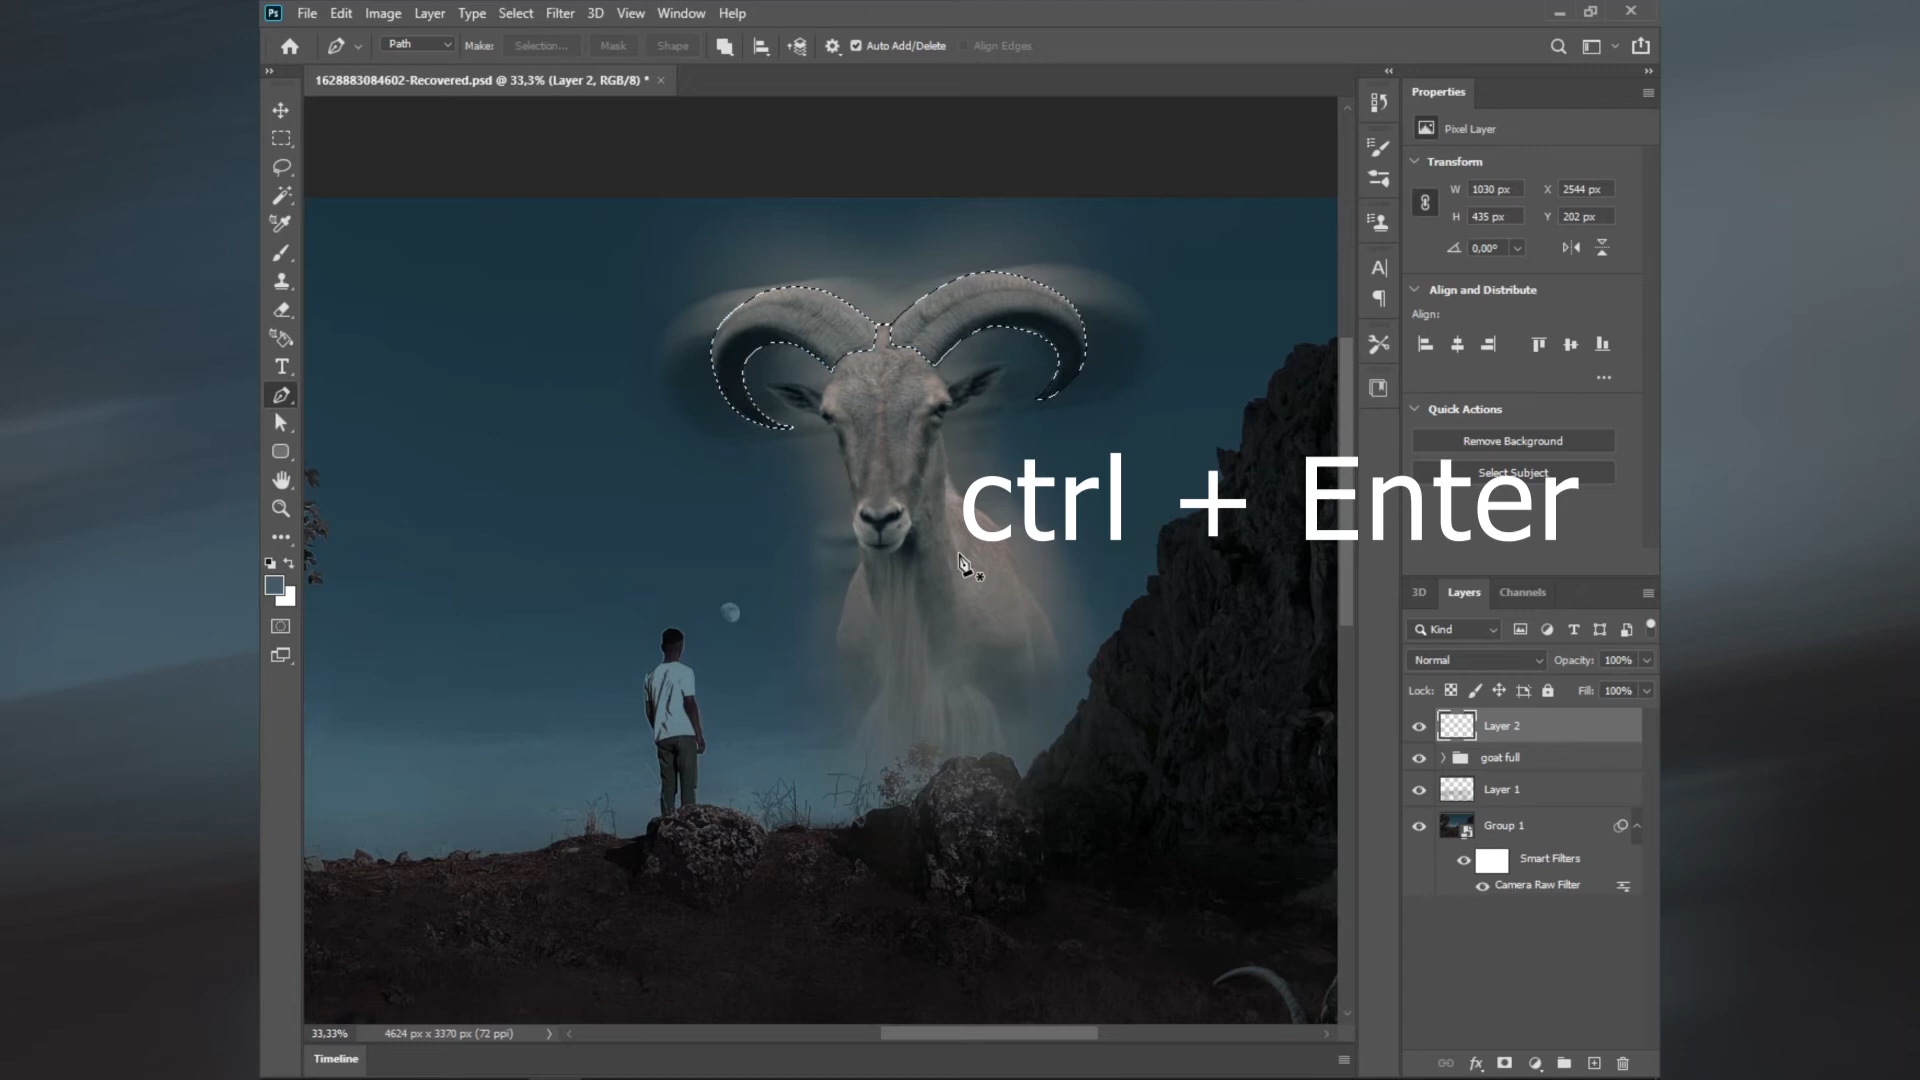 Ps File Edit Image Layer Type Select Filter 3D View Window Help
Path Make: Selection... Mask Shape Auto Add/Delete Align Edges
1628883084602-Recovered.psd @ 33,3% (Layer 2, RGB/8) * ×
Properties
Pixel Layer
Transform
W 1030 px X 2544 px
H 435 px Y 202 px
0,00°
Align and Distribute
Align:
Quick Actions
Remove Background
Select Subject
ctrl + Enter
3D Layers Channels
Kind
Normal Opacity: 100%
Lock: Fill: 100%
Layer 2
goat full
Layer 1
Group 1
Smart Filters
Camera Raw Filter
33,33% 4624 px x 3370 px (72 ppi)
Timeline